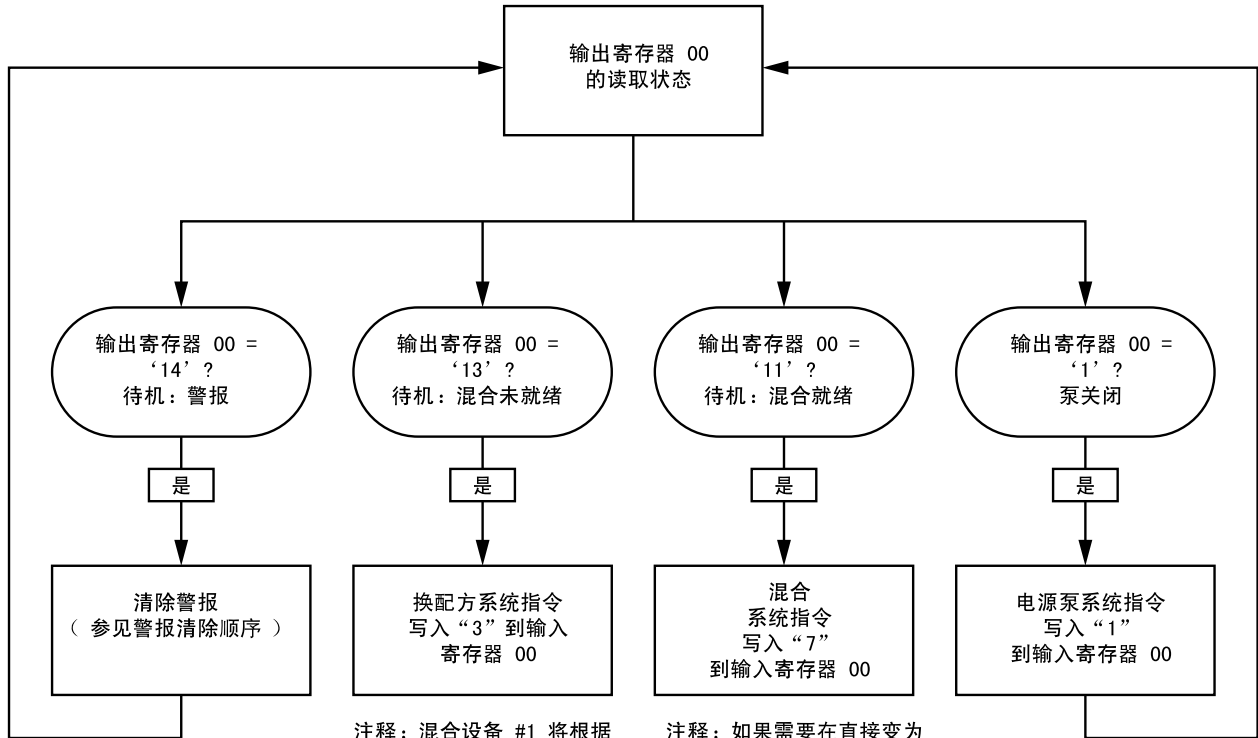 输出寄存器 00
的读取状态
输出寄存器 00 =
‘14’?
待机：警报
输出寄存器 00 =
‘13’?
待机：混合未就绪
输出寄存器 00 =
‘11’?
待机：混合就绪
输出寄存器 00 =
‘1’?
泵关闭
是
是
是
是
清除警报
（ 参见警报清除顺序 ）
换配方系统指令
写入“3”到输入
寄存器 00
混合
系统指令
写入“7”
到输入寄存器 00
电源泵系统指令
写入“1”
到输入寄存器 00
注释：混合设备 #1 将根据
注释：如果需要在直接变为